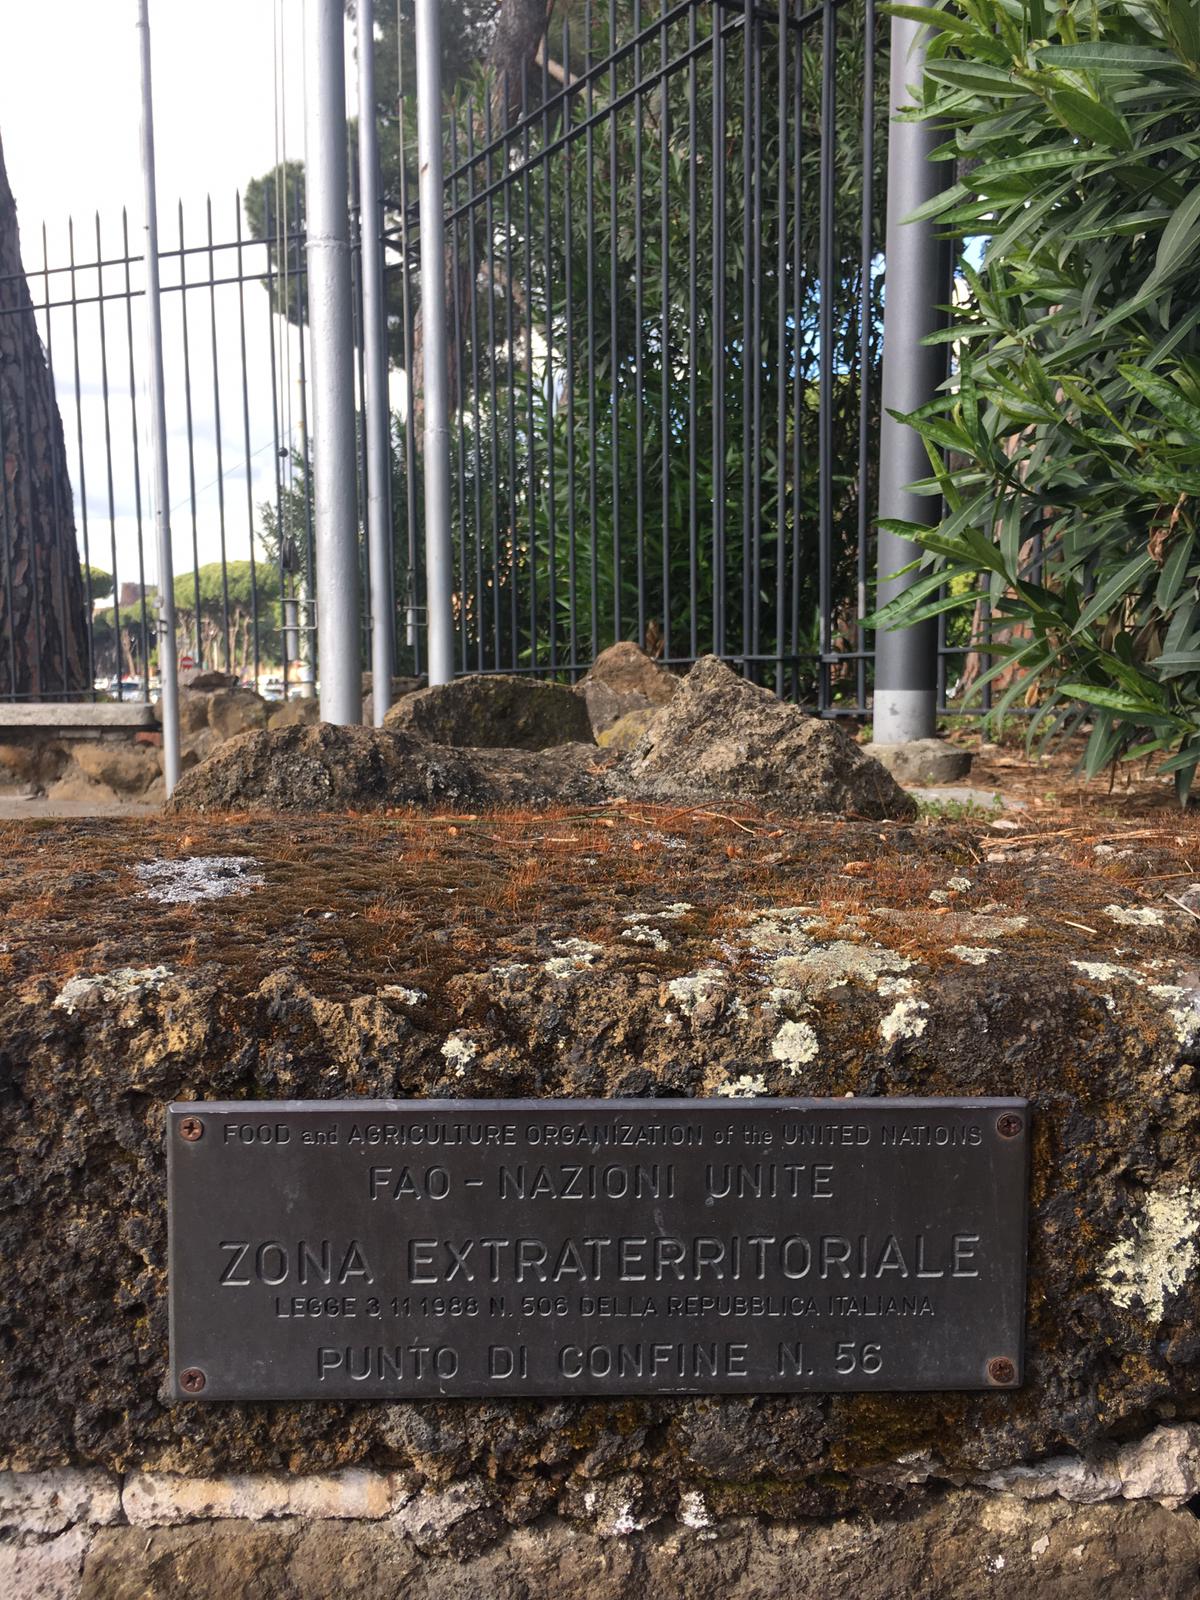 FOOD and AGRICULTURE ORGANIZATION of the UNITED NATIONS
FAO - NAZIONI UNITE
ZONA EXTRATERRITORIALE
LEGGE 3.11.1988 N. 506 DELLA REPUBBLICA ITALIANA
PUNTO DI CONFINE N. 56